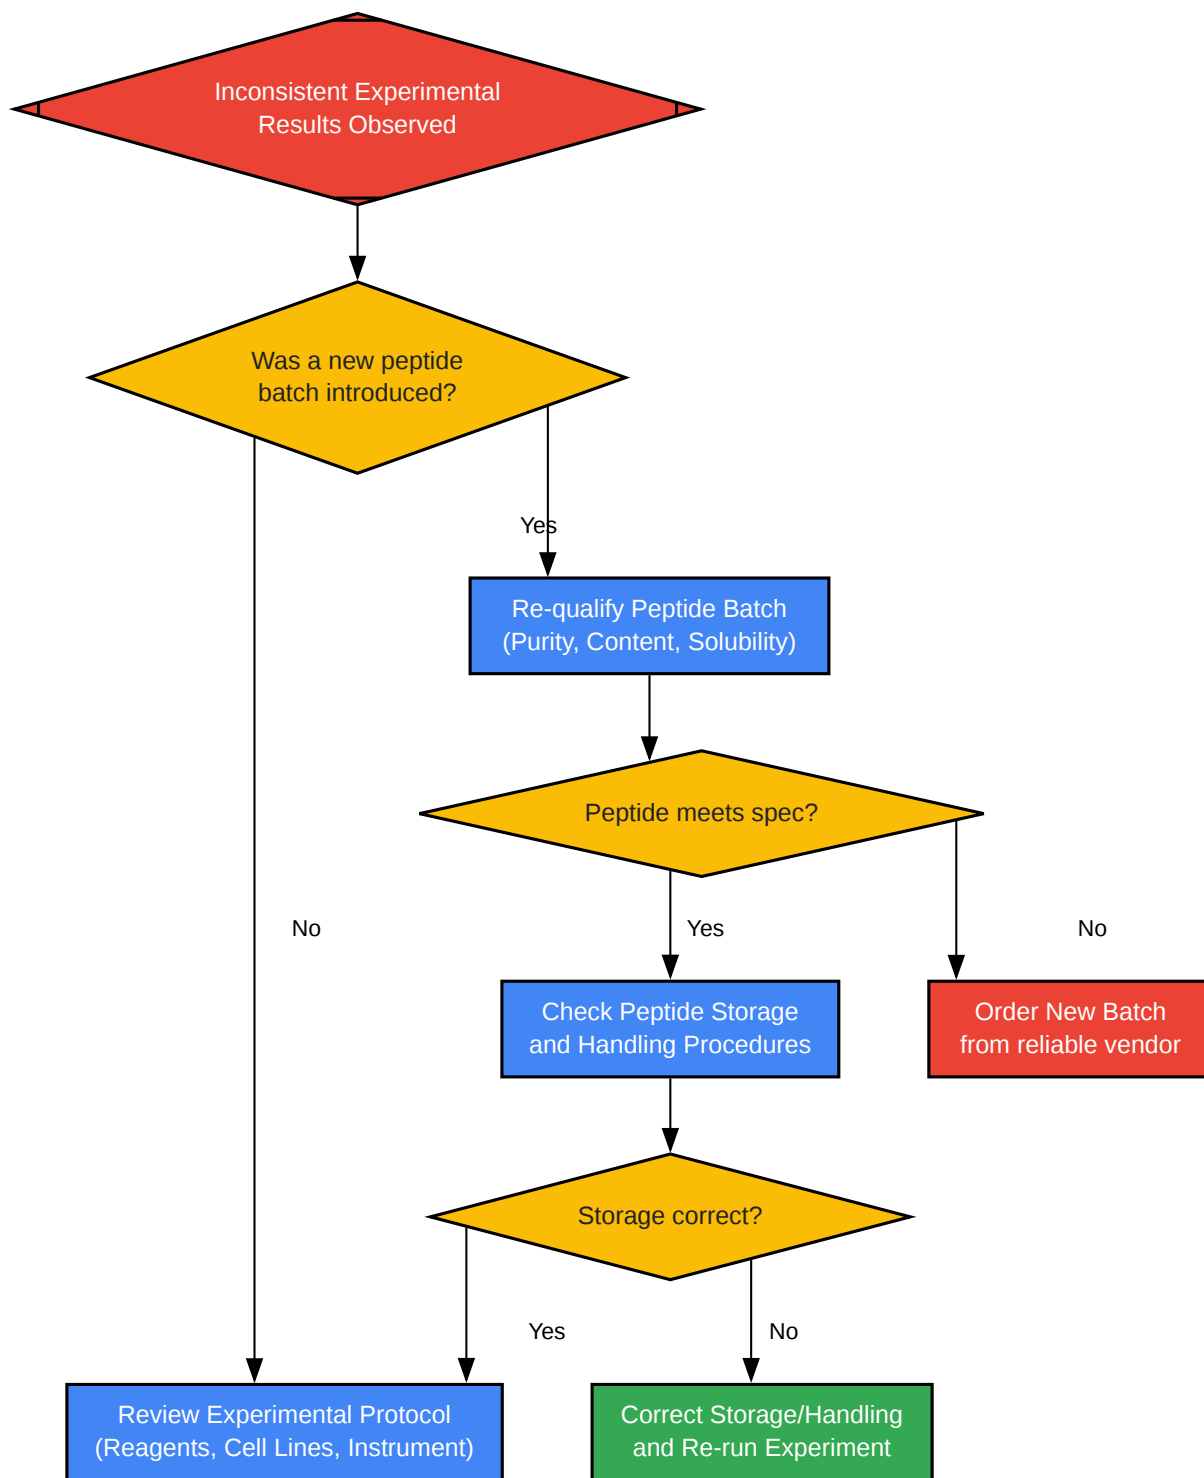 Inconsistent Experimental
Results Observed
Was a new peptide
batch introduced?
Yes
Re-qualify Peptide Batch
(Purity, Content, Solubility)
Peptide meets spec?
No
Yes
No
Check Peptide Storage
and Handling Procedures
Order New Batch
from reliable vendor
Storage correct?
Yes
No
Review Experimental Protocol
(Reagents, Cell Lines, Instrument)
Correct Storage/Handling
and Re-run Experiment